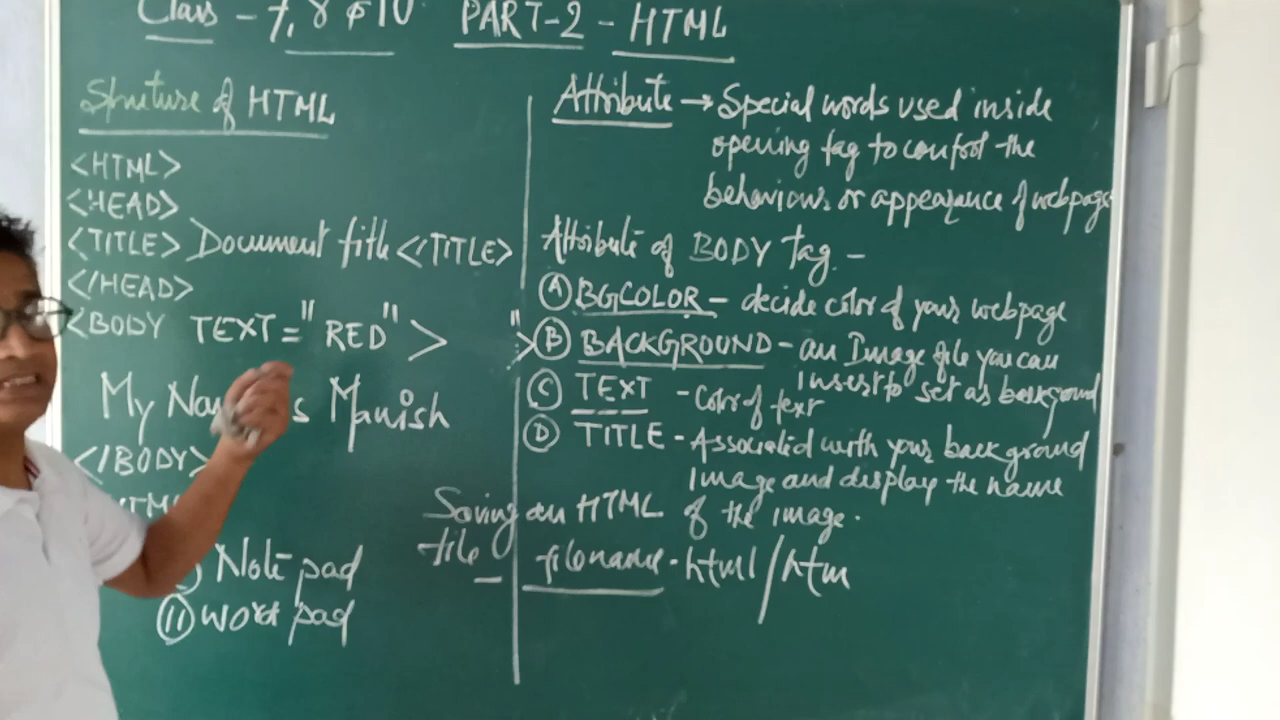 Class - 7, 8 & 10 PART-2 - HTML
Struture of HTML
<HTML>
<HEAD>
<TITLE> Document title </TITLE>
</HEAD>
<BODY TEXT="RED">
">
My Na s Manish
</BODY>
HTM
Note pad
(II) Word pad
Attribute → Special words used inside
opening tag to control the
behaviour or appearance of webpage
Attribute of BODY tag -
(A) BGCOLOR - decide color of your webpage
(B) BACKGROUND - an Image file you can
insert to set as background
(C) TEXT - Color of text
(D) TITLE - Associated with your background
image and display the name
of the image.
Saving an HTML
file - filename.html/htm